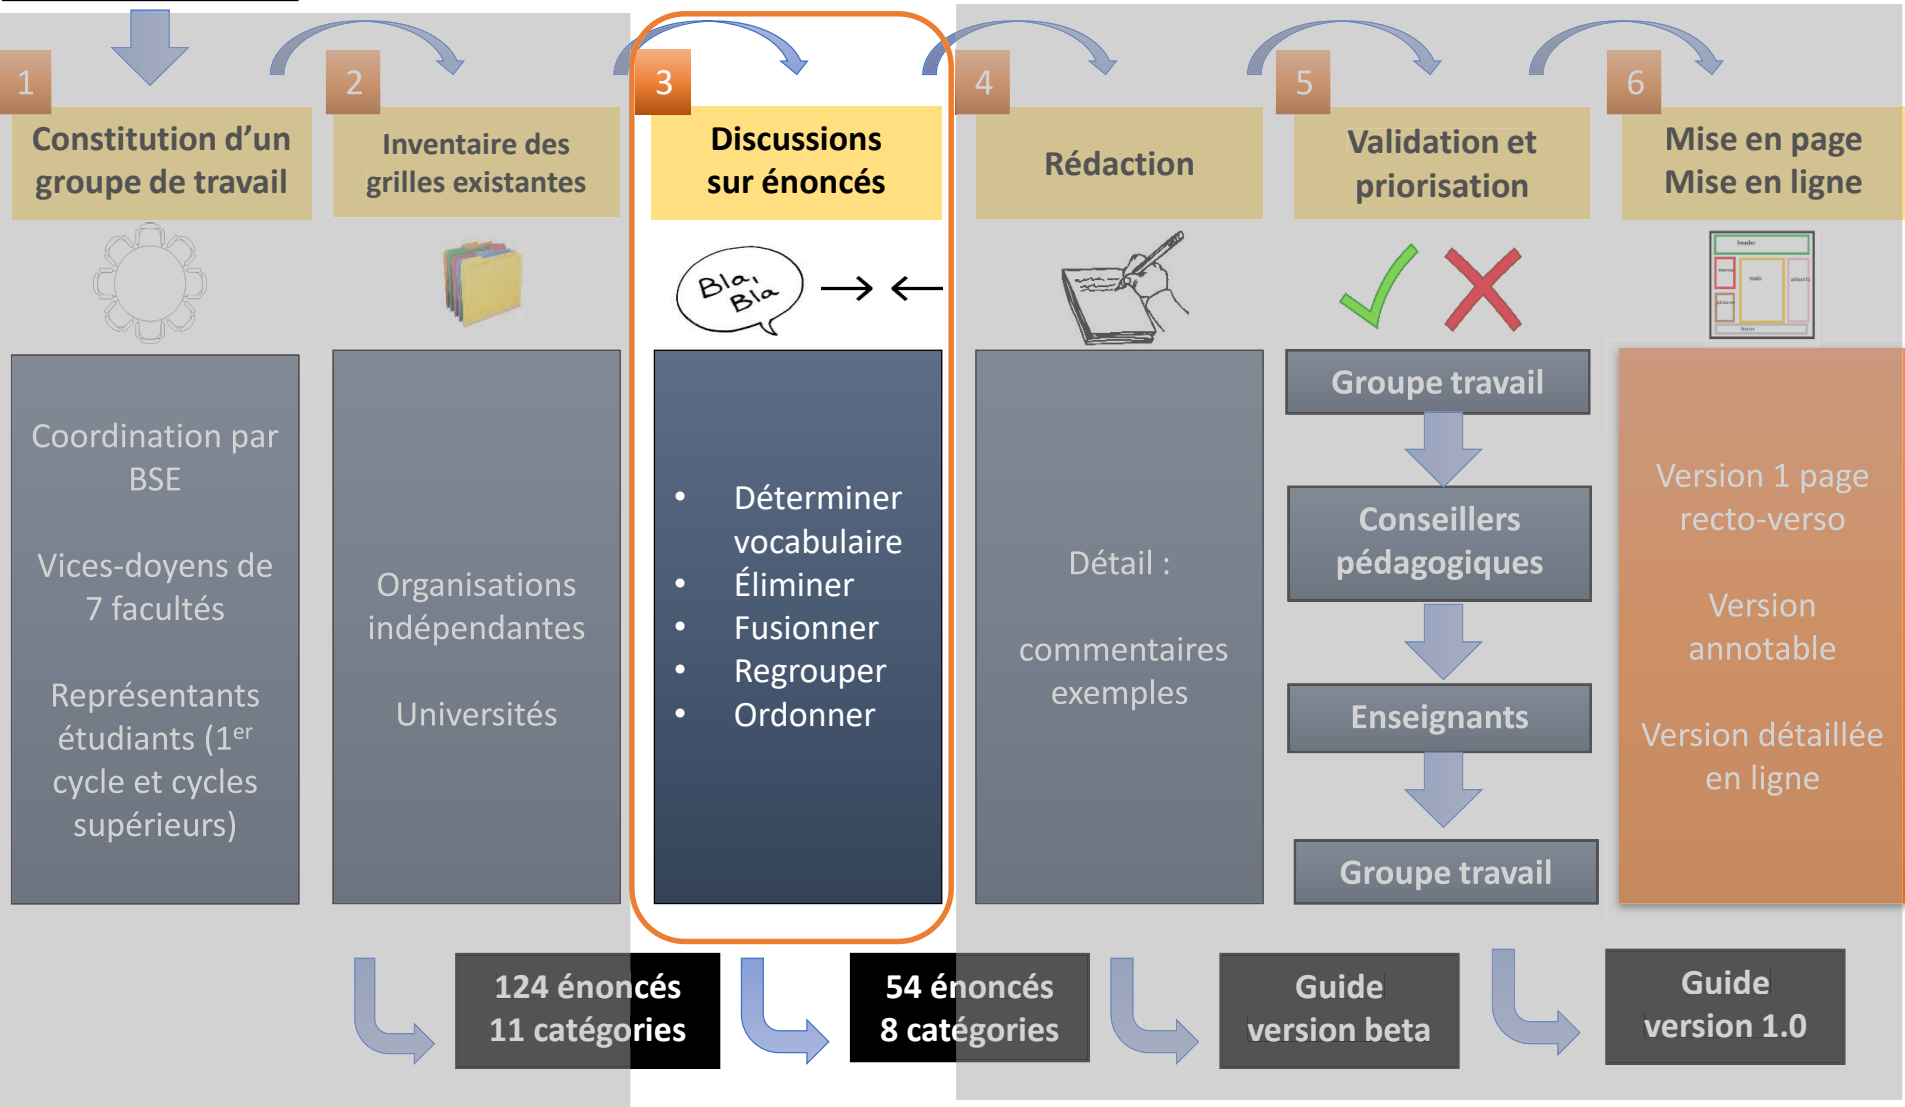 1
Constitution d'un
groupe de travail
Coordination par
BSE
Vices-doyens de
7 facultés
Représentants
étudiants (1er
cycle et cycles
supérieurs)
2
Inventaire des
grilles existantes
Organisations
indépendantes
Universités
124 énoncés
11 catégories
3
Discussions
sur énoncés
Bla,
Bla
• Déterminer
vocabulaire
• Éliminer
• Fusionner
• Regrouper
• Ordonner
54 énoncés
8 catégories
4
Rédaction
Détail :
commentaires
exemples
Guide
version beta
5
Validation et
priorisation
Groupe travail
Conseillers
pédagogiques
Enseignants
Groupe travail
Guide
version 1.0
6
Mise en page
Mise en ligne
header
main
footer
Version 1 page
recto-verso
Version
annotable
Version détaillée
en ligne